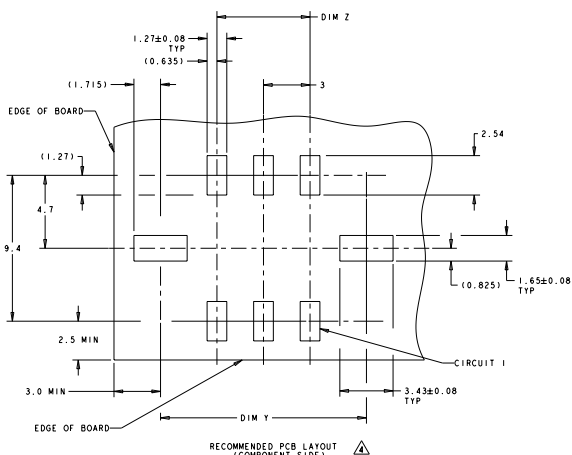 DIM Z
1.27±0.08
TYP
(0.635)
(1.715)
3
EDGE OF BOARD
2.54
(1.27)
4.7
9.4
(0.825)
1.65±0.08
TYP
2.5 MIN
CIRCUIT 1
3.0 MIN
3.43±0.08
TYP
DIM Y
EDGE OF BOARD
RECOMMENDED PCB LAYOUT 4
(COMPONENT SIDE)